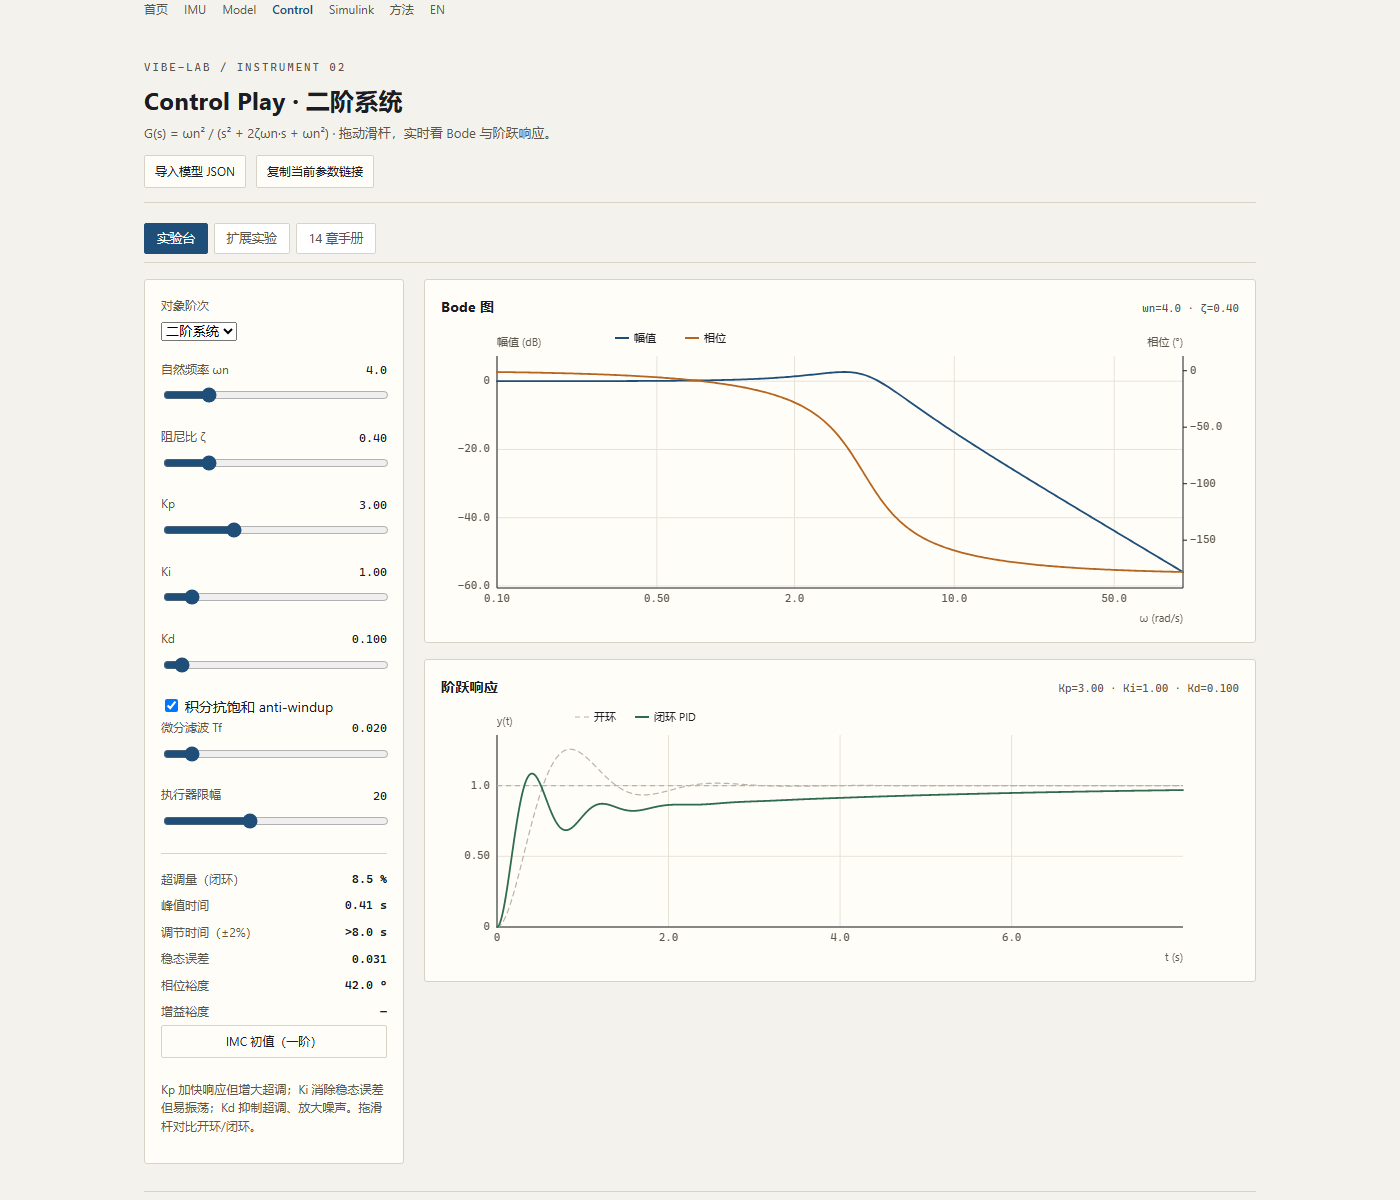 首页 IMU Model Control Simulink 方法 EN
VIBE-LAB / INSTRUMENT 02
Control Play · 二阶系统
G(s) = ωn² / (s² + 2ζωn·s + ωn²) · 拖动滑杆，实时看 Bode 与阶跃响应。
导入模型 JSON 复制当前参数链接
实验台 扩展实验 14 章手册
对象阶次
二阶系统
自然频率 ωn 4.0
阻尼比 ζ 0.40
Kp 3.00
Ki 1.00
Kd 0.100
积分抗饱和 anti-windup
微分滤波 Tf 0.020
执行器限幅 20
超调量（闭环） 8.5 %
峰值时间 0.41 s
调节时间（±2%） >8.0 s
稳态误差 0.031
相位裕度 42.0 °
增益裕度 —
IMC 初值（一阶）
Kp 加快响应但增大超调；Ki 消除稳态误差
但易振荡；Kd 抑制超调、放大噪声。拖滑
杆对比开环/闭环。
Bode 图 ωn=4.0 · ζ=0.40
幅值 (dB) 幅值 相位 相位 (°)
0 0
−20.0 −50.0
−40.0 −100
−60.0 −150
0.10 0.50 2.0 10.0 50.0
ω (rad/s)
阶跃响应 Kp=3.00 · Ki=1.00 · Kd=0.100
y(t) 开环 闭环 PID
1.0
0.50
0
0 2.0 4.0 6.0
t (s)